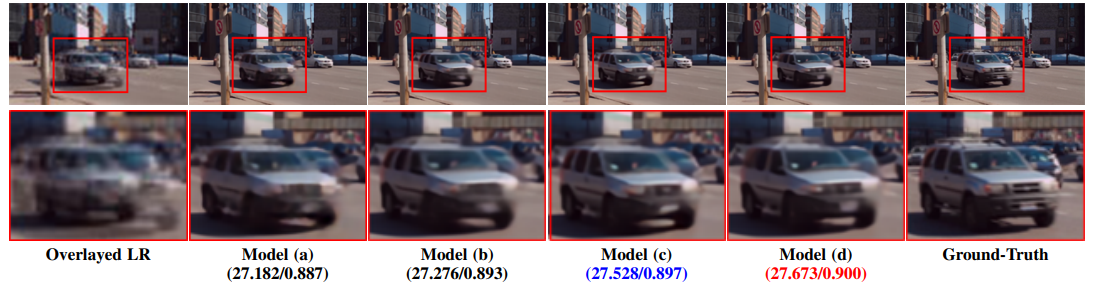 Overlayed LR
Model (a)
(27.182/0.887)
Model (b)
(27.276/0.893)
Model (c)
(27.528/0.897)
Model (d)
(27.673/0.900)
Ground-Truth